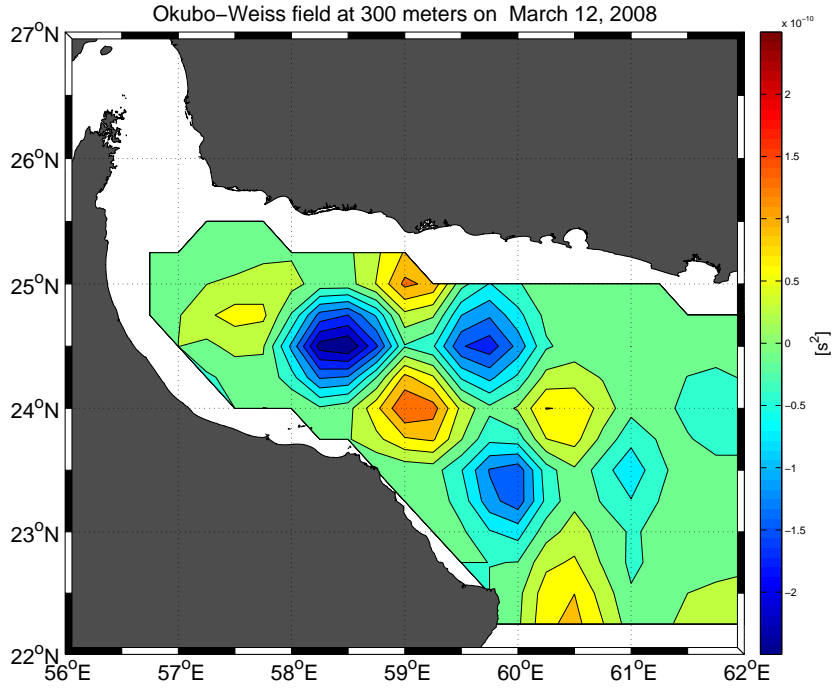 Okubo−Weiss field at 300 meters on March 12, 2008
x 10⁻¹⁰
27°N
26°N
25°N
24°N
23°N
22°N
56°E 57°E 58°E 59°E 60°E 61°E 62°E
2
1.5
1
0.5
0
−0.5
−1
−1.5
−2
[s²]